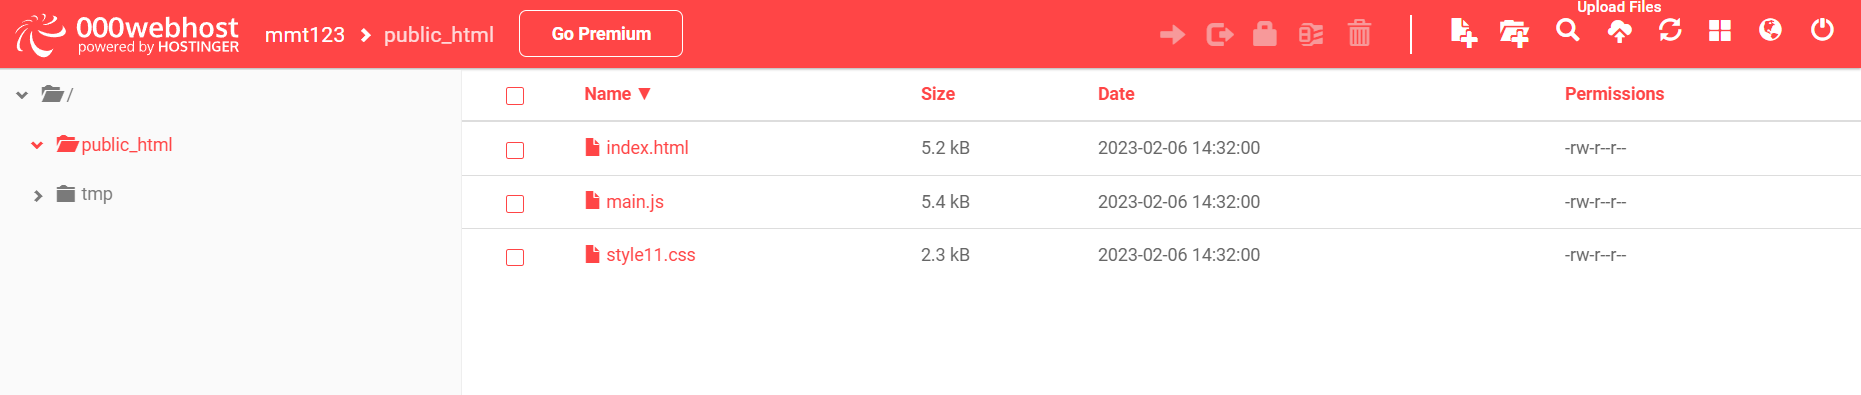 000webhost
powered by HOSTINGER
mmt123 public_html
Go Premium
Upload Files
/
public_html
tmp
Name Size Date Permissions
index.html 5.2 kB 2023-02-06 14:32:00 -rw-r--r--
main.js 5.4 kB 2023-02-06 14:32:00 -rw-r--r--
style11.css 2.3 kB 2023-02-06 14:32:00 -rw-r--r--